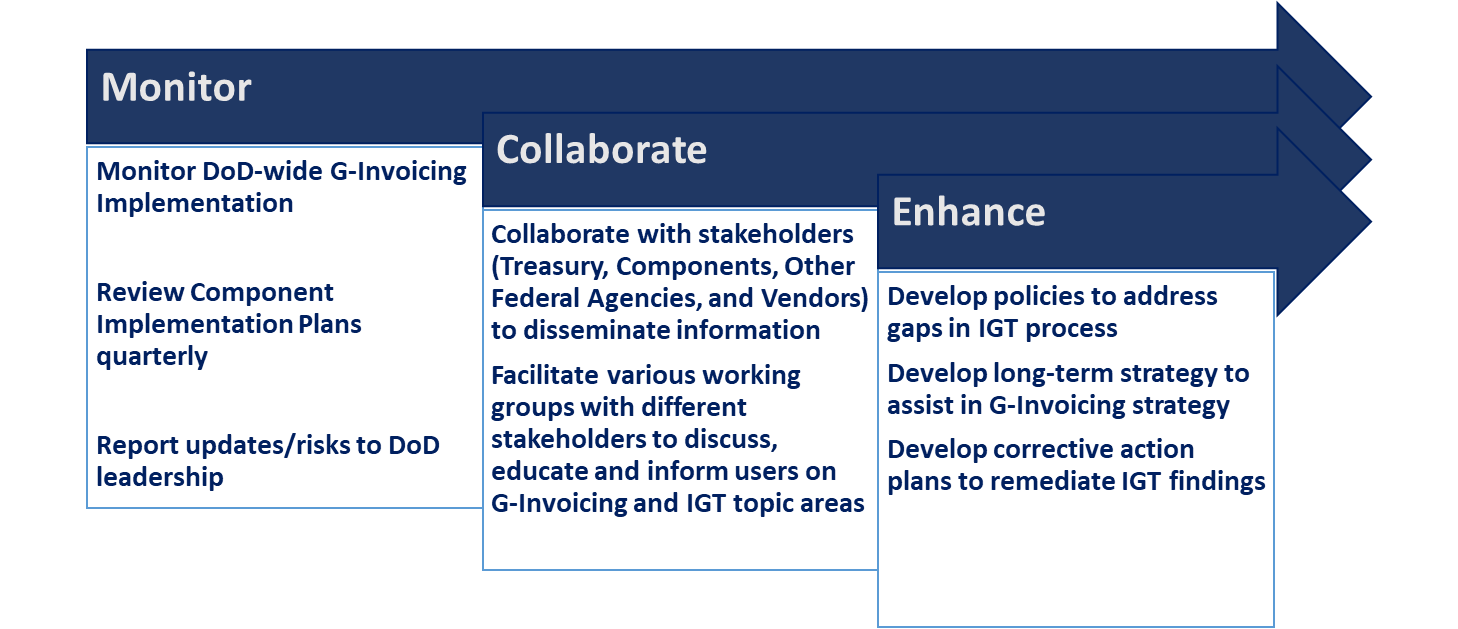 Monitor
Monitor DoD-wide G-Invoicing
Implementation
Review Component
Implementation Plans
quarterly
Report updates/risks to DoD
leadership
Collaborate
Collaborate with stakeholders
(Treasury, Components, Other
Federal Agencies, and Vendors)
to disseminate information
Facilitate various working
groups with different
stakeholders to discuss,
educate and inform users on
G-Invoicing and IGT topic areas
Enhance
Develop policies to address
gaps in IGT process
Develop long-term strategy to
assist in G-Invoicing strategy
Develop corrective action
plans to remediate IGT findings